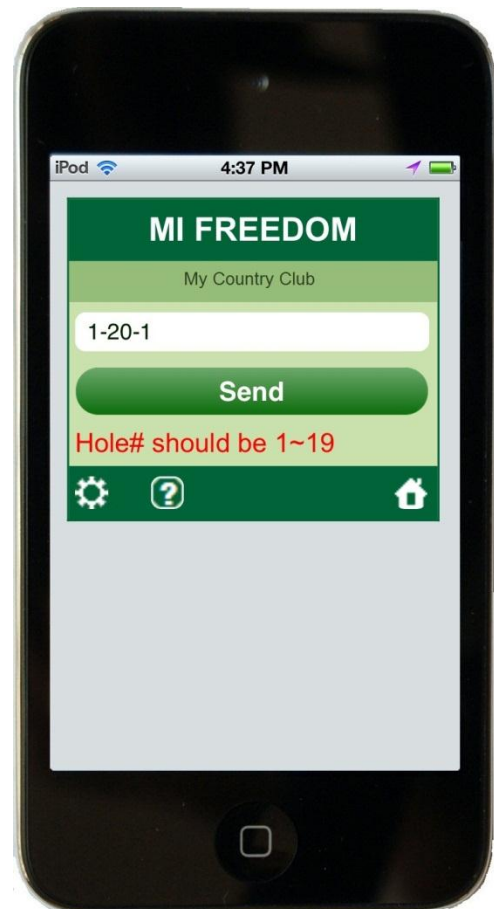 iPod 4:37 PM
MI FREEDOM
My Country Club
1-20-1
Send
Hole# should be 1~19
?